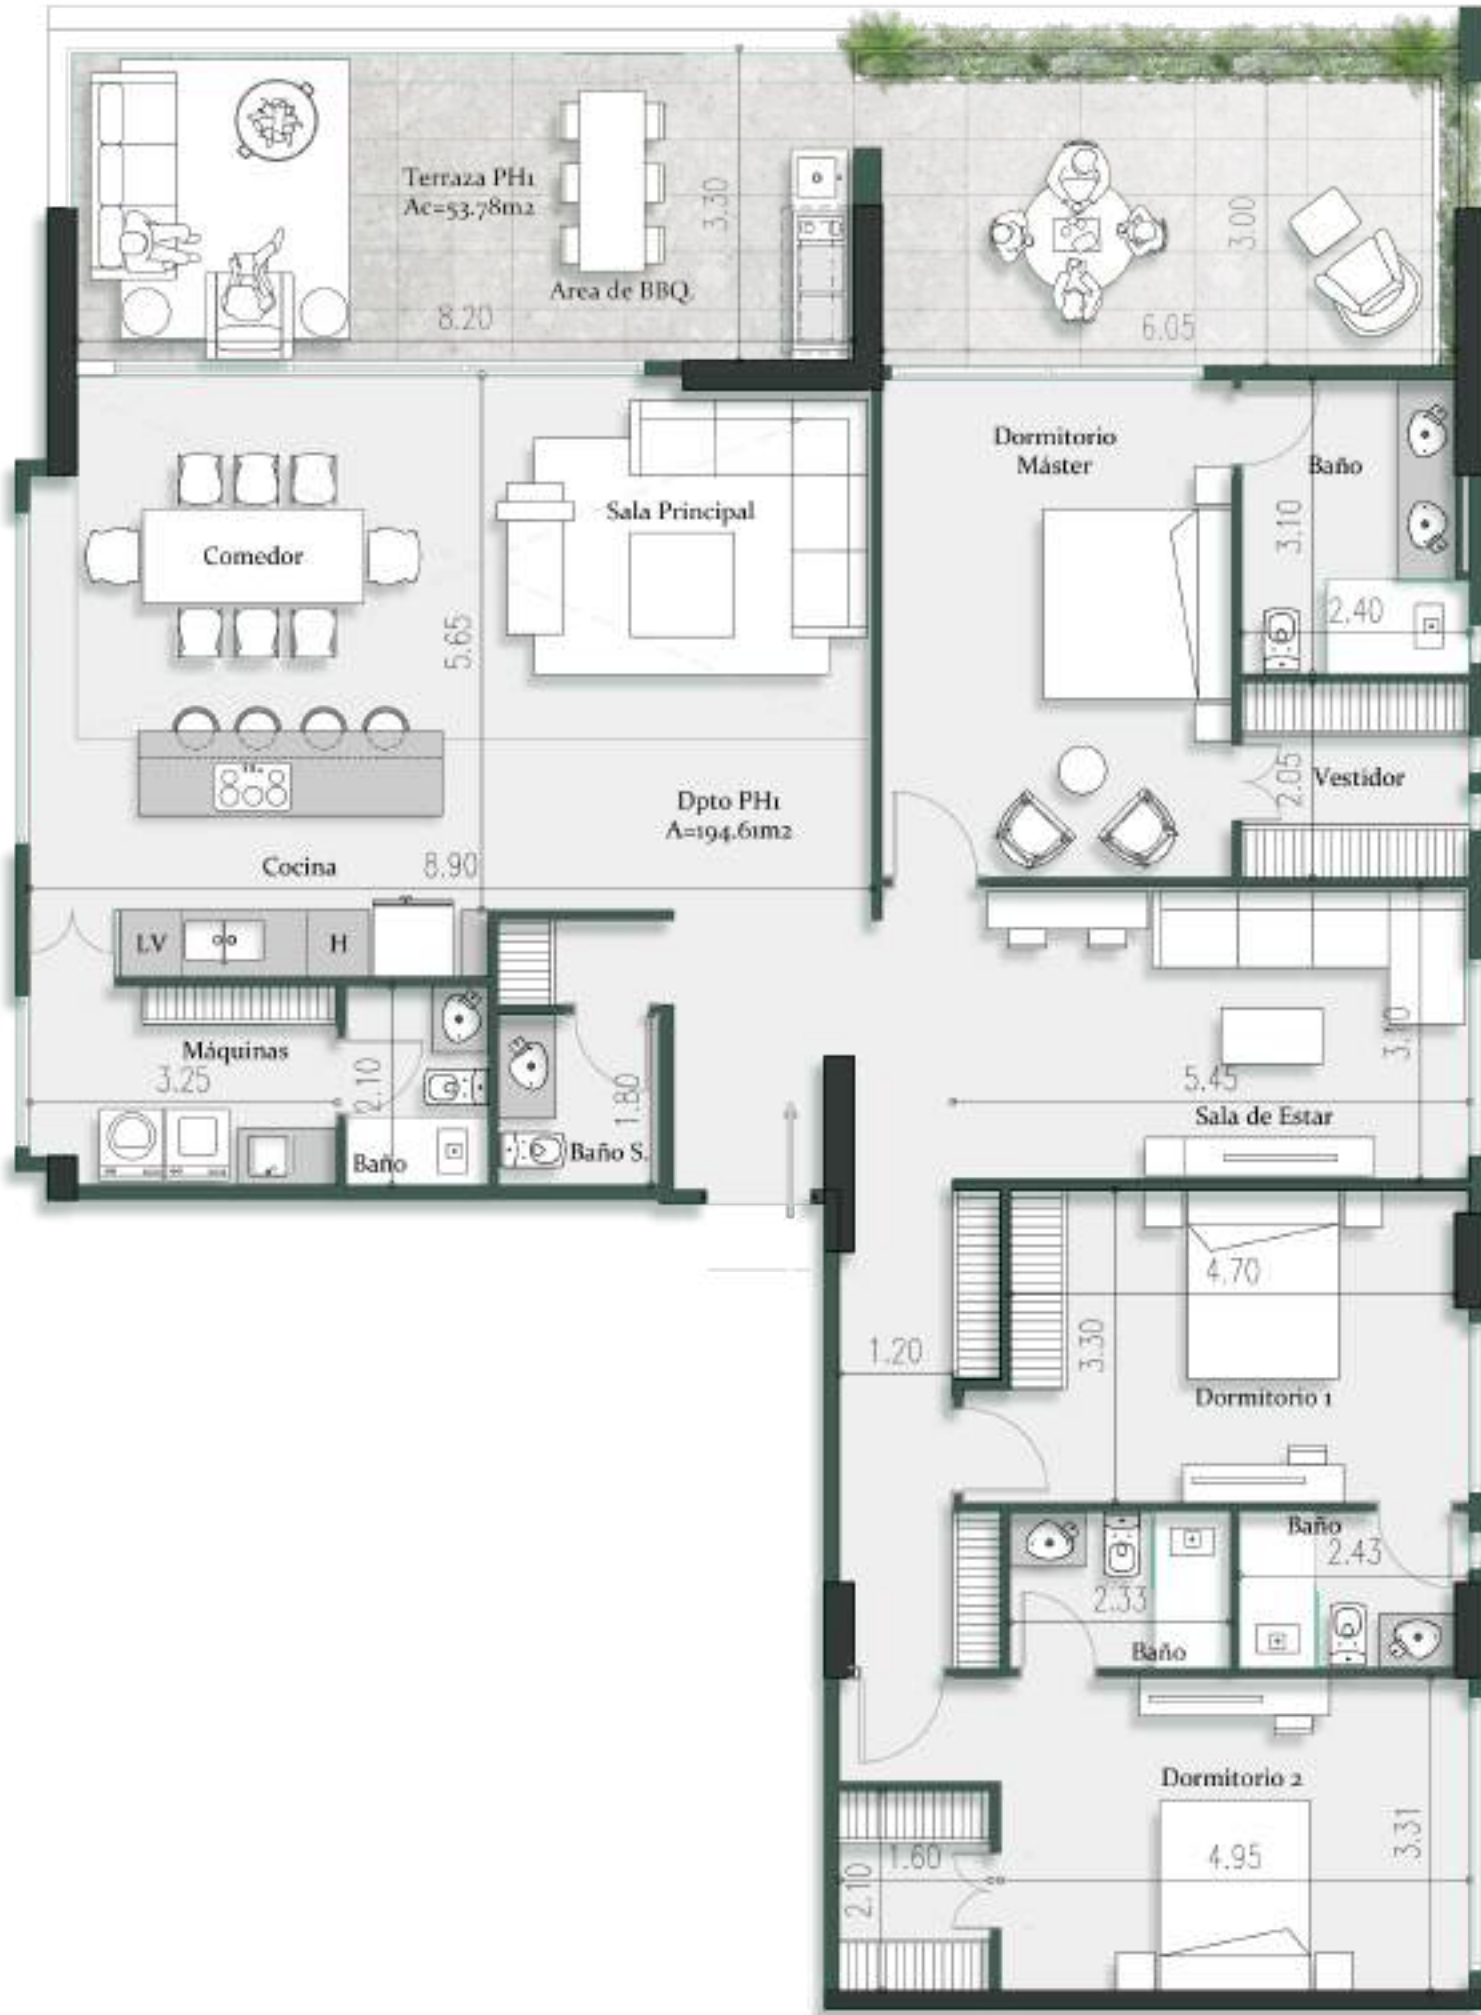 Terraza PH1
Ac=53.78m2
3.30
3.00
Area de BBQ.
8.20
6.05
Dormitorio
Máster
Baño
Sala Principal
Comedor
3.10
2.40
5.65
Vestidor
2.05
Dpto PH1
A=194.61m2
Cocina
8.90
LV
H
Máquinas
3.25
2.10
1.80
Baño
Baño S.
5.45
Sala de Estar
4.70
3.30
1.20
Dormitorio 1
Baño
2.43
2.33
Baño
Dormitorio 2
3.31
1.60
4.95
2.10